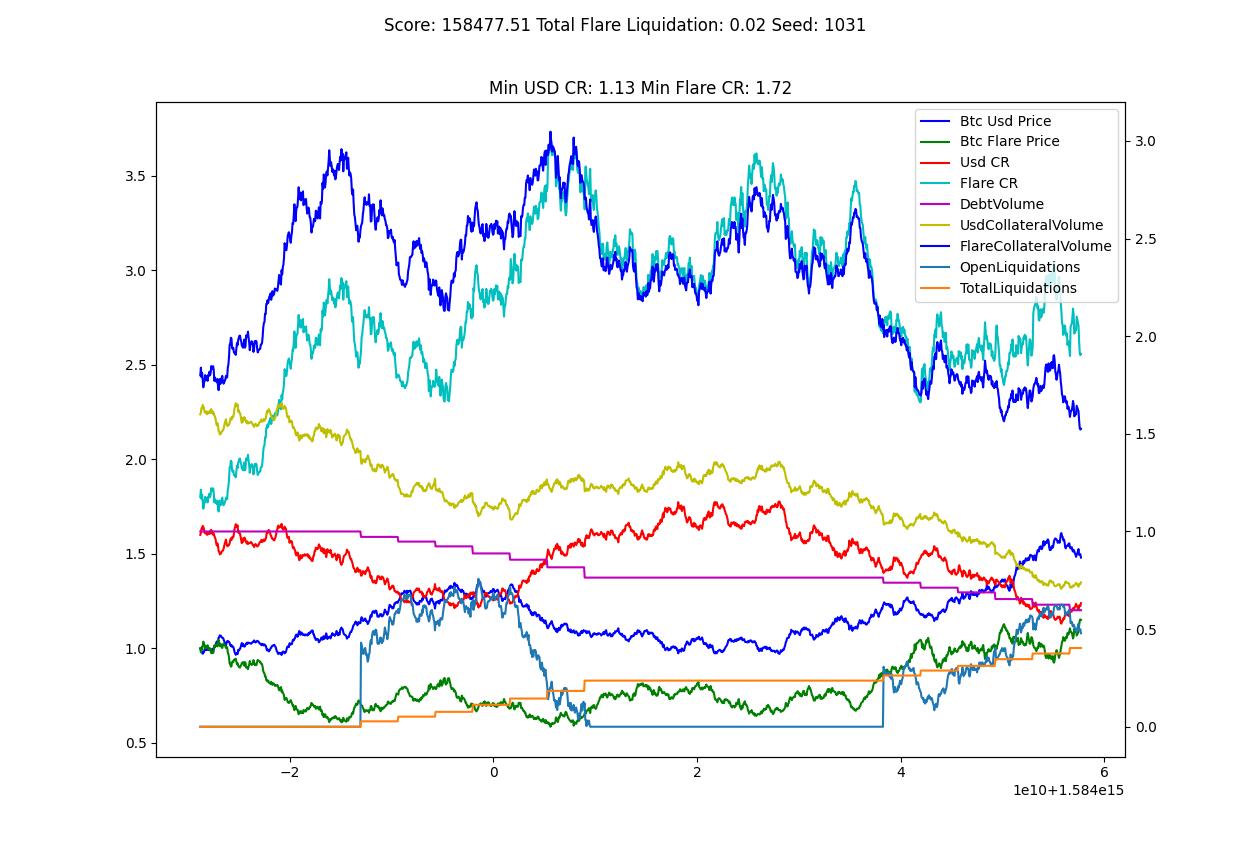 Score: 158477.51 Total Flare Liquidation: 0.02 Seed: 1031
Min USD CR: 1.13 Min Flare CR: 1.72
Btc Usd Price
Btc Flare Price
Usd CR
Flare CR
DebtVolume
UsdCollateralVolume
FlareCollateralVolume
OpenLiquidations
TotalLiquidations
3.5
3.0
2.5
2.0
1.5
1.0
0.5
3.0
2.5
2.0
1.5
1.0
0.5
0.0
−2
0
2
4
6
1e10+1.584e15